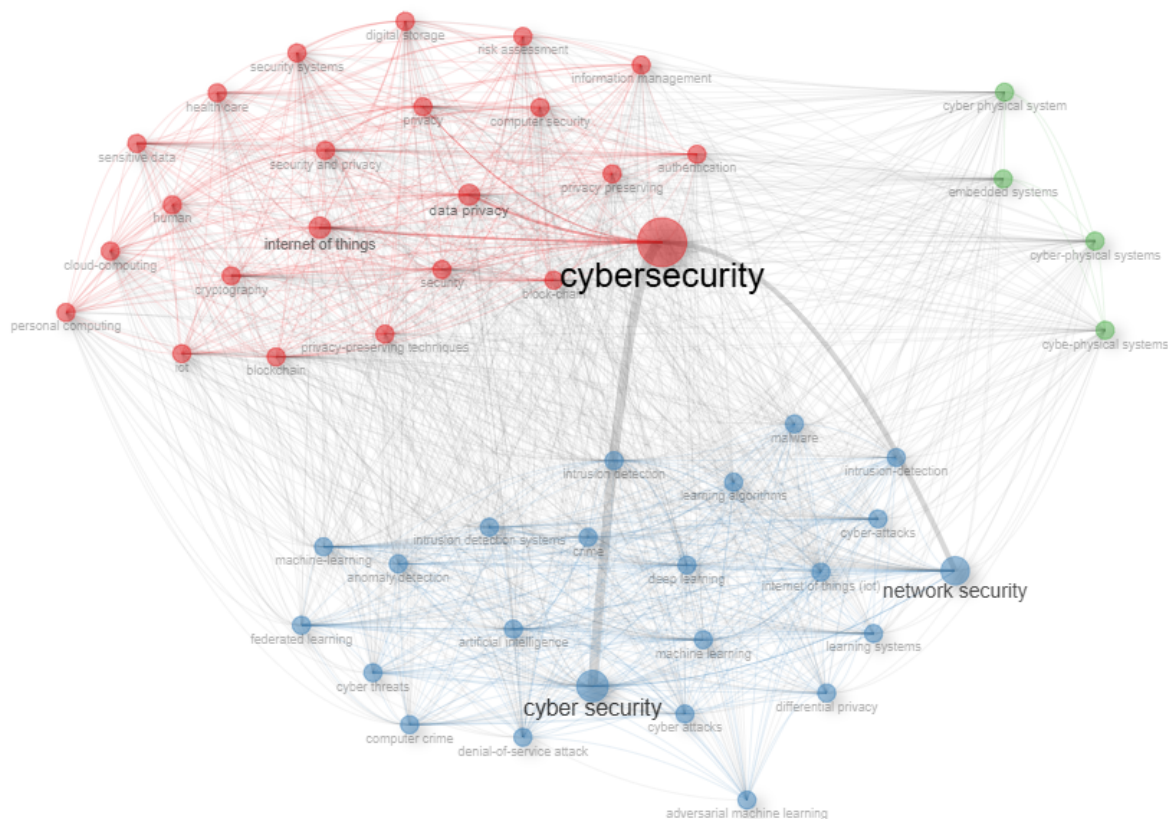 digital storage
risk assessment
security systems
information management
health care
cyber physical system
privacy
computer security
sensitive data
security and privacy
authentication
privacy preserving
embedded systems
human
data privacy
internet of things
cyber-physical systems
cloud-computing
cryptography
security
block-chain
cybersecurity
personal computing
privacy-preserving techniques
cybe-physical systems
iot
blockchain
malware
intrusion detection
intrusion-detection
learning algorithms
cyber-attacks
intrusion detection systems
crime
machine-learning
anomaly detection
deep learning
internet of things (iot)
network security
federated learning
artificial intelligence
machine learning
learning systems
cyber threats
cyber security
differential privacy
computer crime
cyber attacks
denial-of-service attack
adversarial machine learning